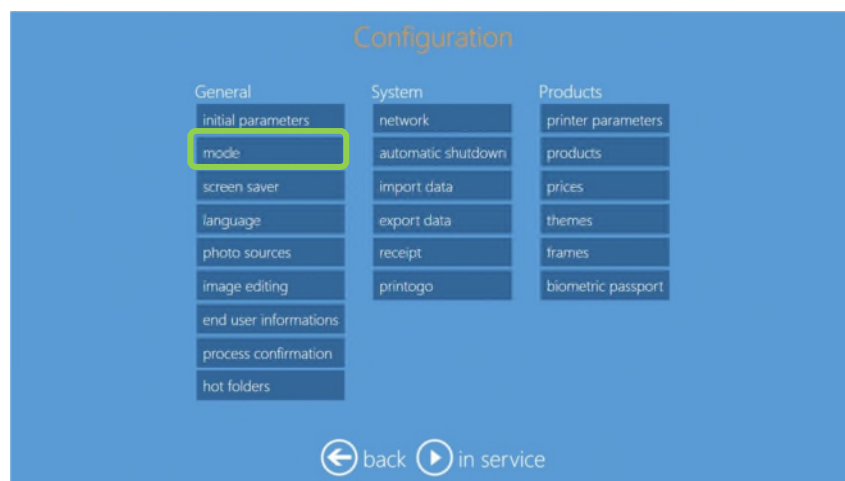 Configuration
General
initial parameters
mode
screen saver
language
photo sources
image editing
end user informations
process confirmation
hot folders
System
network
automatic shutdown
import data
export data
receipt
printogo
Products
printer parameters
products
prices
themes
frames
biometric passport
back in service